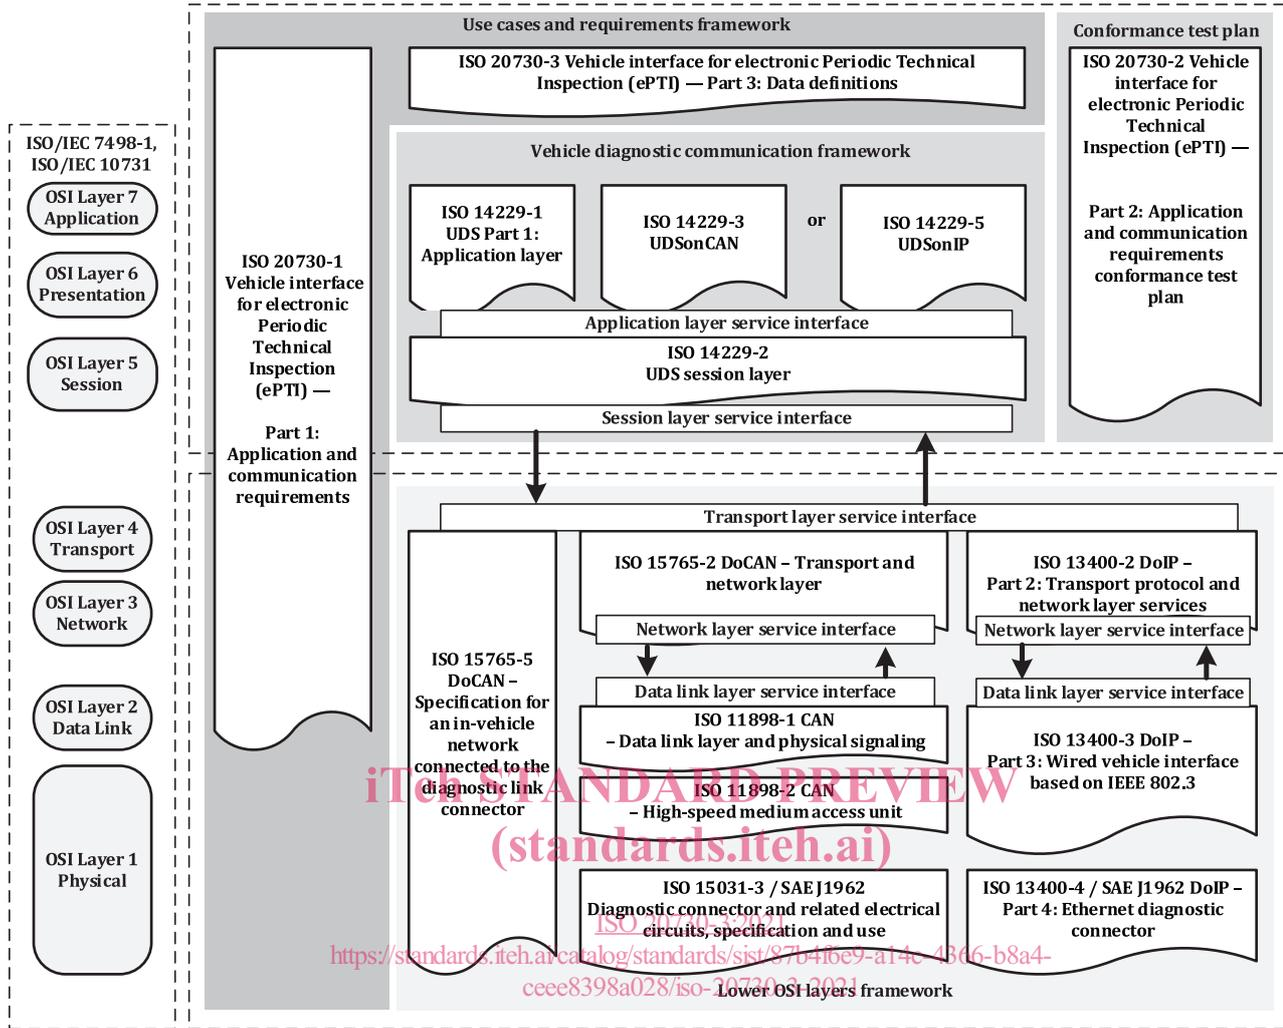 Use cases and requirements framework
ISO 20730-3 Vehicle interface for electronic Periodic Technical
Inspection (ePTI) — Part 3: Data definitions
Conformance test plan
ISO 20730-2 Vehicle
interface for
electronic Periodic
Technical
Inspection (ePTI) —
Part 2: Application
and communication
requirements
conformance test
plan
ISO/IEC 7498-1,
ISO/IEC 10731
OSI Layer 7
Application
OSI Layer 6
Presentation
OSI Layer 5
Session
OSI Layer 4
Transport
OSI Layer 3
Network
OSI Layer 2
Data Link
OSI Layer 1
Physical
ISO 20730-1
Vehicle interface
for electronic
Periodic
Technical
Inspection
(ePTI) —
Part 1:
Application and
communication
requirements
Vehicle diagnostic communication framework
ISO 14229-1
UDS Part 1:
Application layer
ISO 14229-3
UDSonCAN
or
ISO 14229-5
UDSonIP
Application layer service interface
ISO 14229-2
UDS session layer
Session layer service interface
Transport layer service interface
ISO 15765-5
DoCAN –
Specification for
an in-vehicle
network
connected to the
diagnostic link
connector
ISO 15765-2 DoCAN – Transport and
network layer
Network layer service interface
Data link layer service interface
ISO 11898-1 CAN
– Data link layer and physical signaling
ISO 11898-2 CAN
– High-speed medium access unit
ISO 15031-3 / SAE J1962
Diagnostic connector and related electrical
circuits, specification and use
ISO 13400-2 DoIP –
Part 2: Transport protocol and
network layer services
Network layer service interface
Data link layer service interface
ISO 13400-3 DoIP –
Part 3: Wired vehicle interface
based on IEEE 802.3
ISO 13400-4 / SAE J1962 DoIP –
Part 4: Ethernet diagnostic
connector
Lower OSI layers framework
iTeh STANDARD PREVIEW
(standards.iteh.ai)
ISO 20730-3:2021
https://standards.iteh.ai/catalog/standards/sist/87b4f6e9-a14e-4366-b8a4-
ceee8398a028/iso-20730-3-2021